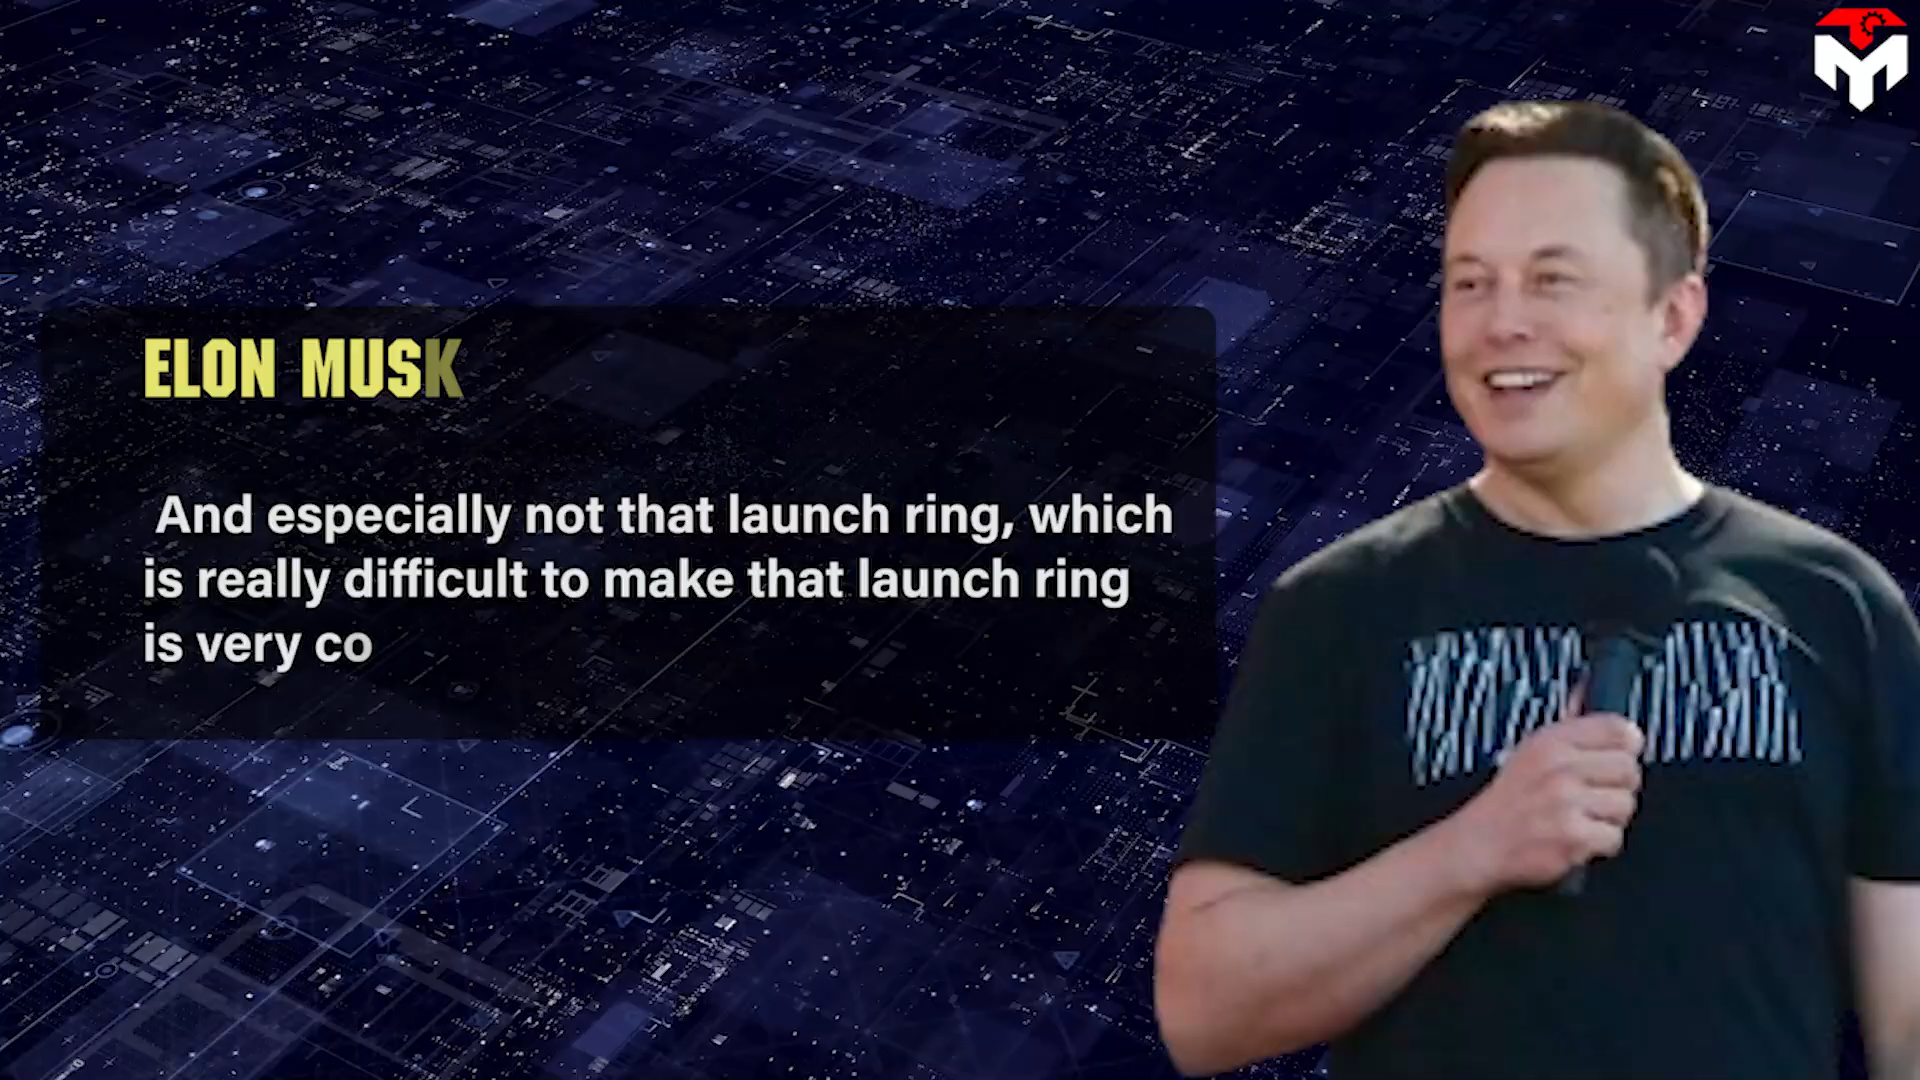 ELON MUSK
And especially not that launch ring, which
is really difficult to make that launch ring
is very co